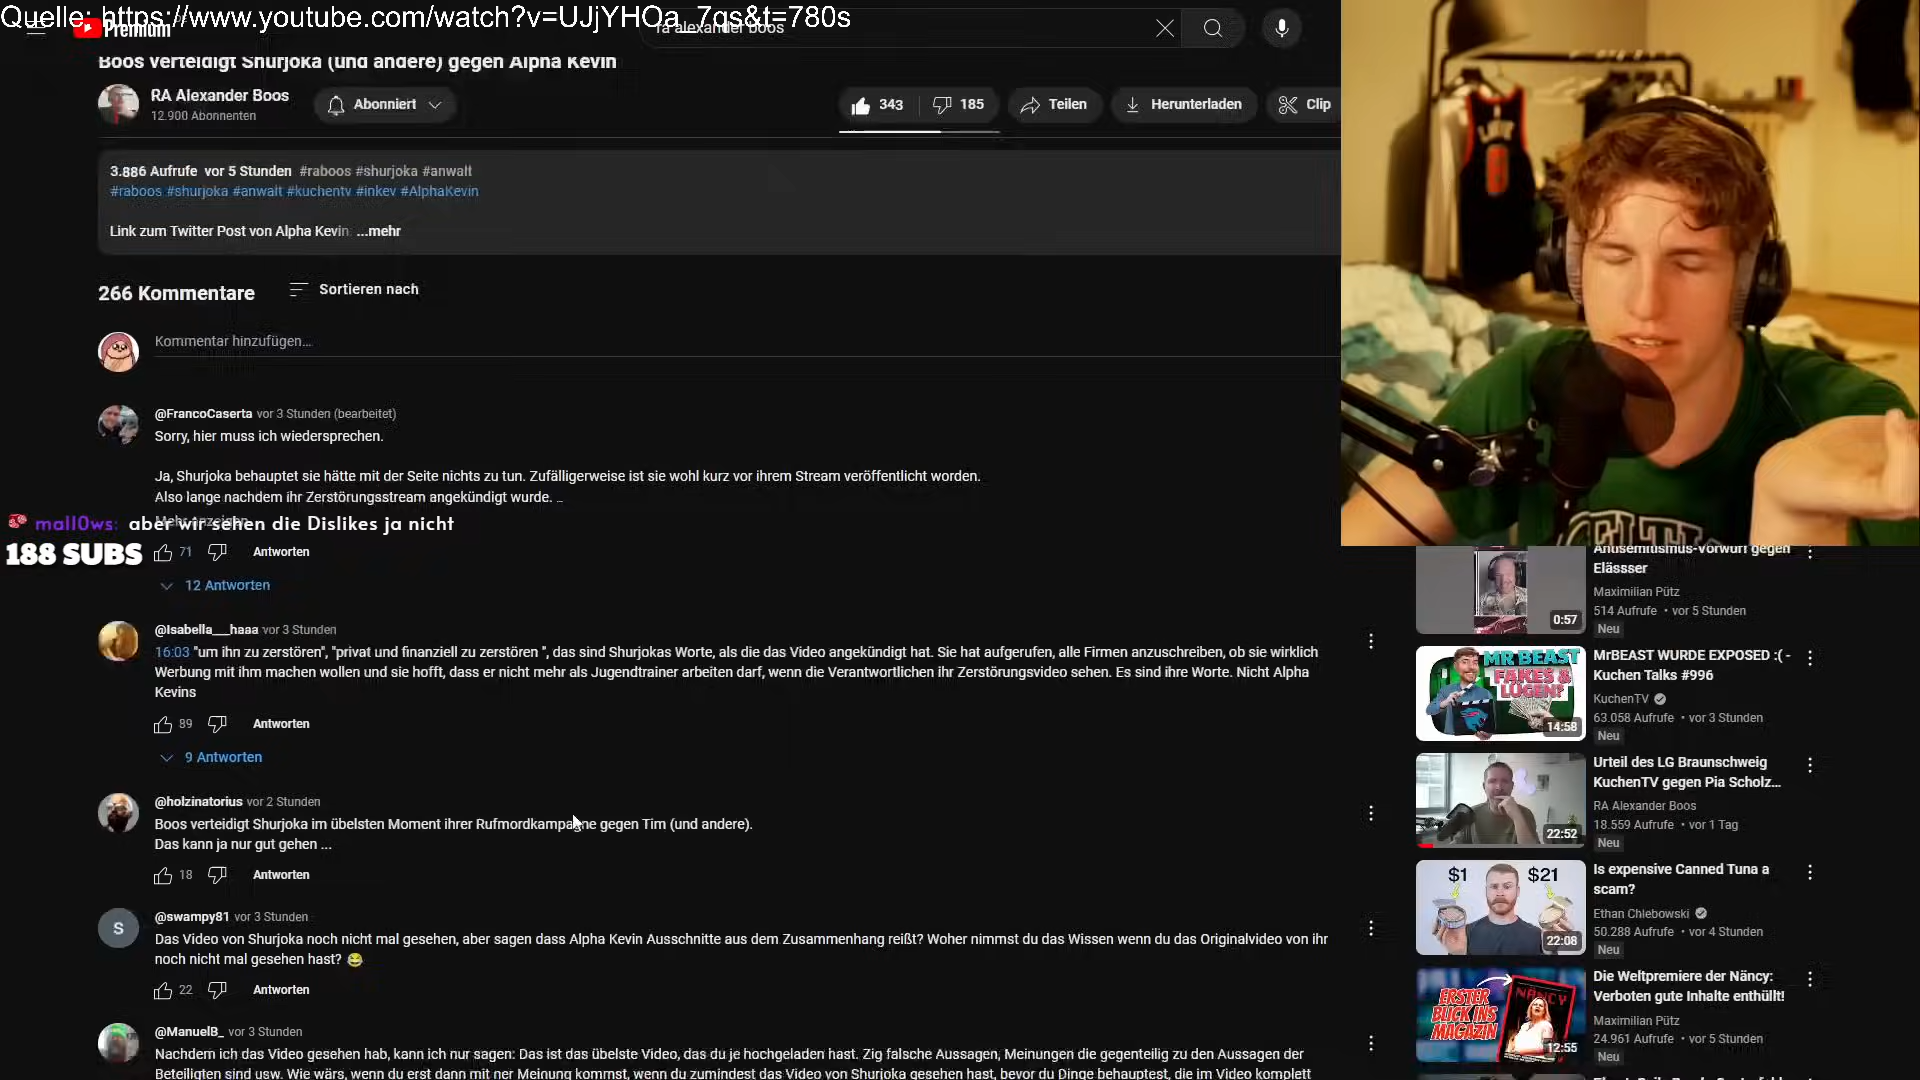 Quelle: https://www.youtube.com/watch?v=UJjYHOa_7qs&t=780s
Premium
ra alexander boos
Boos verteidigt Shurjoka (und andere) gegen Alpha Kevin
RA Alexander Boos
12.900 Abonnenten
Abonniert
343
185
Teilen
Herunterladen
Clip
3.886 Aufrufe vor 5 Stunden #raboos #shurjoka #anwalt
#raboos #shurjoka #anwalt #kuchentv #inkev #AlphaKevin
Link zum Twitter Post von Alpha Kevin: ...mehr
266 Kommentare
Sortieren nach
Kommentar hinzufügen...
@FrancoCaserta vor 3 Stunden (bearbeitet)
Sorry, hier muss ich wiedersprechen.
Ja, Shurjoka behauptet sie hätte mit der Seite nichts zu tun. Zufälligerweise ist sie wohl kurz vor ihrem Stream veröffentlicht worden.
Also lange nachdem ihr Zerstörungsstream angekündigt wurde. ..
Mehr anzeigen
mall0ws: aber wir sehen die Dislikes ja nicht
188 SUBS
71
Antworten
12 Antworten
@Isabella___haaa vor 3 Stunden
16:03 "um ihn zu zerstören", "privat und finanziell zu zerstören ", das sind Shurjokas Worte, als die das Video angekündigt hat. Sie hat aufgerufen, alle Firmen anzuschreiben, ob sie wirklich
Werbung mit ihm machen wollen und sie hofft, dass er nicht mehr als Jugendtrainer arbeiten darf, wenn die Verantwortlichen ihr Zerstörungsvideo sehen. Es sind ihre Worte. Nicht Alpha
Kevins
89
Antworten
9 Antworten
@holzinatorius vor 2 Stunden
Boos verteidigt Shurjoka im übelsten Moment ihrer Rufmordkampagne gegen Tim (und andere).
Das kann ja nur gut gehen ...
18
Antworten
S
@swampy81 vor 3 Stunden
Das Video von Shurjoka noch nicht mal gesehen, aber sagen dass Alpha Kevin Ausschnitte aus dem Zusammenhang reißt? Woher nimmst du das Wissen wenn du das Originalvideo von ihr
noch nicht mal gesehen hast? 😂
22
Antworten
@ManuelB_ vor 3 Stunden
Nachdem ich das Video gesehen hab, kann ich nur sagen: Das ist das übelste Video, das du je hochgeladen hast. Zig falsche Aussagen, Meinungen die gegenteilig zu den Aussagen der
Beteiligten sind usw. Wie wärs, wenn du erst dann mit ner Meinung kommst, wenn du zumindest das Video von Shurjoka gesehen hast, bevor du Dinge behauptest, die im Video komplett
Antisemitismus-Vorwurf gegen
Elässser
Maximilian Pütz
514 Aufrufe • vor 5 Stunden
Neu
0:57
MR BEAST
FAKES &
LÜGEN?
14:58
MrBEAST WURDE EXPOSED :( -
Kuchen Talks #996
KuchenTV
63.058 Aufrufe • vor 3 Stunden
Neu
22:52
Urteil des LG Braunschweig
KuchenTV gegen Pia Scholz...
RA Alexander Boos
18.559 Aufrufe • vor 1 Tag
Neu
$1
$21
22:08
Is expensive Canned Tuna a
scam?
Ethan Chlebowski
50.288 Aufrufe • vor 4 Stunden
Neu
ERSTER
BLICK INS
MAGAZIN
NÄNCY
12:55
Die Weltpremiere der Näncy:
Verboten gute Inhalte enthüllt!
Maximilian Pütz
24.961 Aufrufe • vor 5 Stunden
Neu